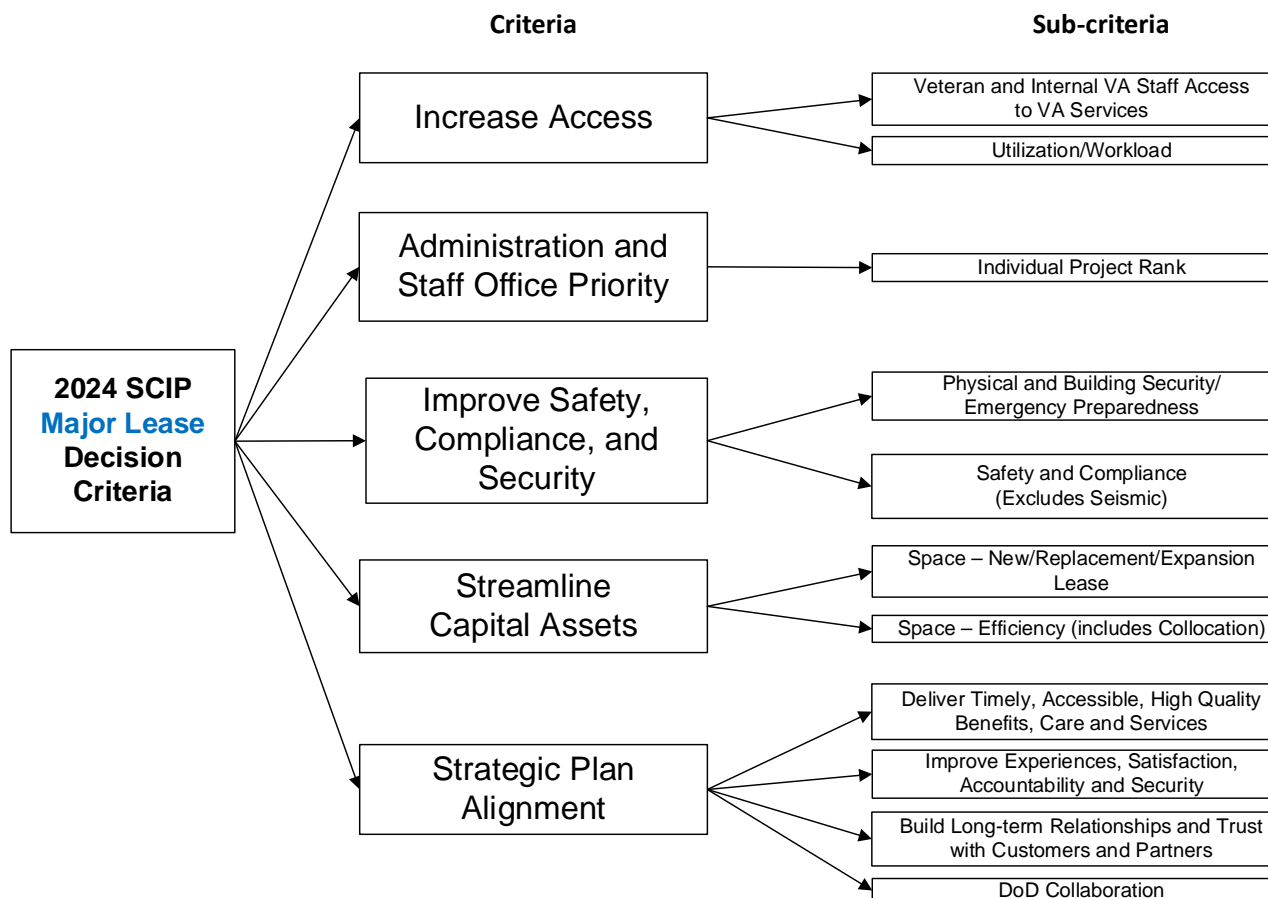 Criteria
Sub-criteria
2024 SCIP
Major Lease
Decision
Criteria
Increase Access
Veteran and Internal VA Staff Access
to VA Services
Utilization/Workload
Administration and
Staff Office Priority
Individual Project Rank
Improve Safety,
Compliance, and
Security
Physical and Building Security/
Emergency Preparedness
Safety and Compliance
(Excludes Seismic)
Streamline
Capital Assets
Space – New/Replacement/Expansion
Lease
Space – Efficiency (includes Collocation)
Strategic Plan
Alignment
Deliver Timely, Accessible, High Quality
Benefits, Care and Services
Improve Experiences, Satisfaction,
Accountability and Security
Build Long-term Relationships and Trust
with Customers and Partners
DoD Collaboration